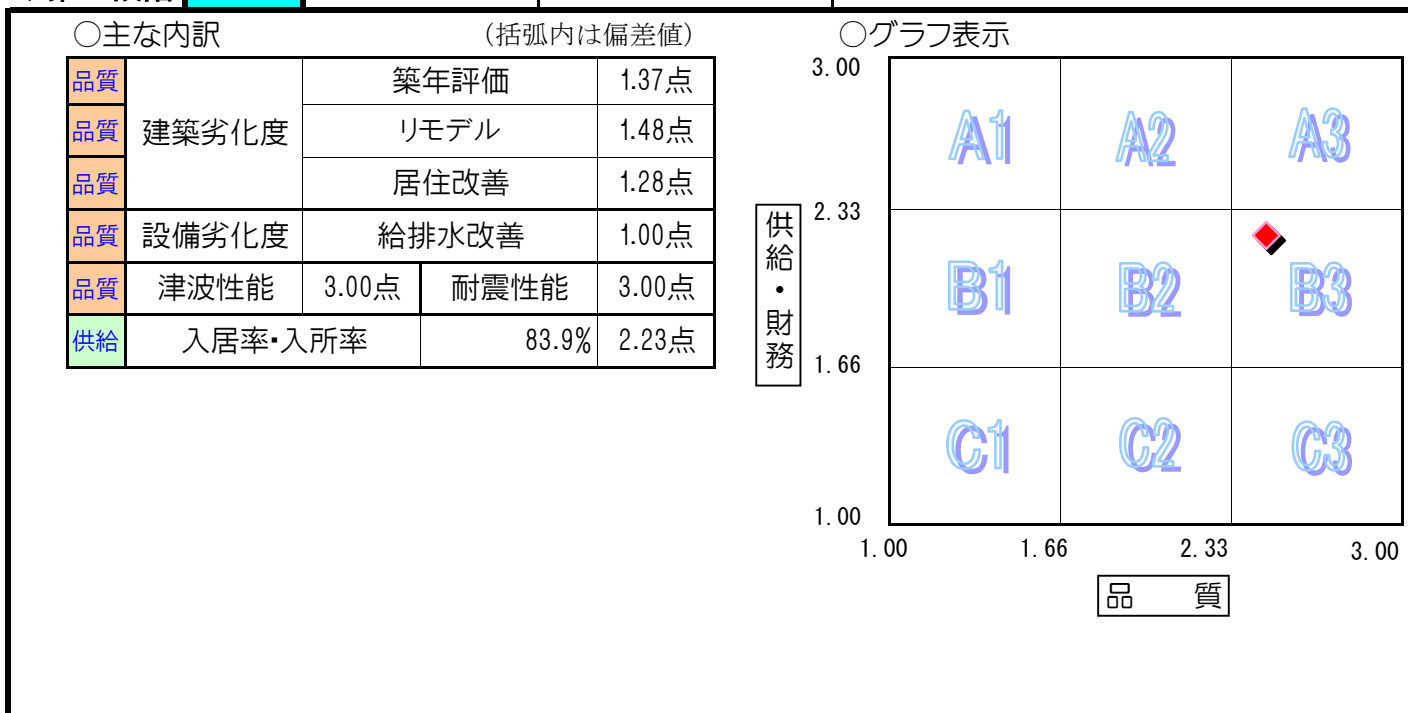 ○主な内訳 (括弧内は偏差値)
品質 建築劣化度 築年評価 1.37点
品質 リモデル 1.48点
品質 居住改善 1.28点
品質 設備劣化度 給排水改善 1.00点
品質 津波性能 3.00点 耐震性能 3.00点
供給 入居率・入所率 83.9% 2.23点
○グラフ表示
3.00
A1 A2 A3
2.33
供給・財務
B1 B2 B3
1.66
C1 C2 C3
1.00
1.00 1.66 2.33 3.00
品 質